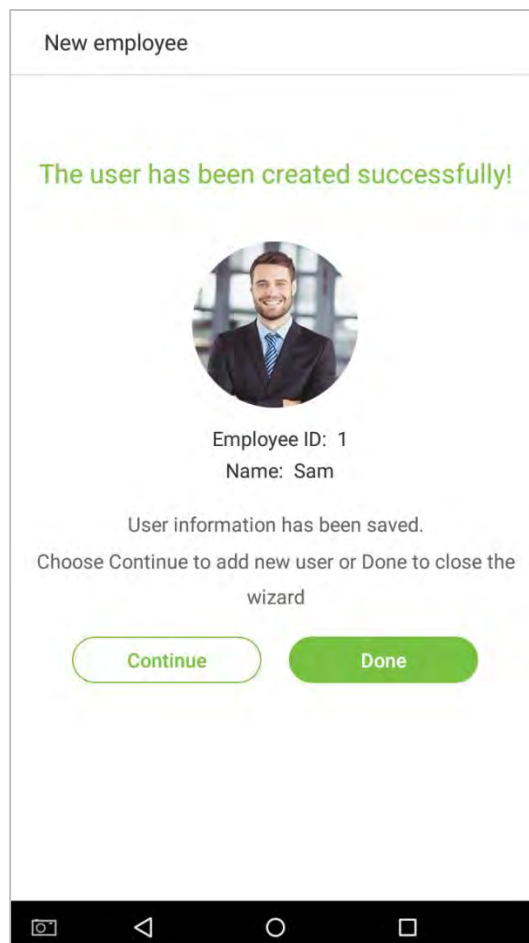 New employee
The user has been created successfully!
Employee ID: 1
Name: Sam
User information has been saved.
Choose Continue to add new user or Done to close the
wizard
Continue
Done